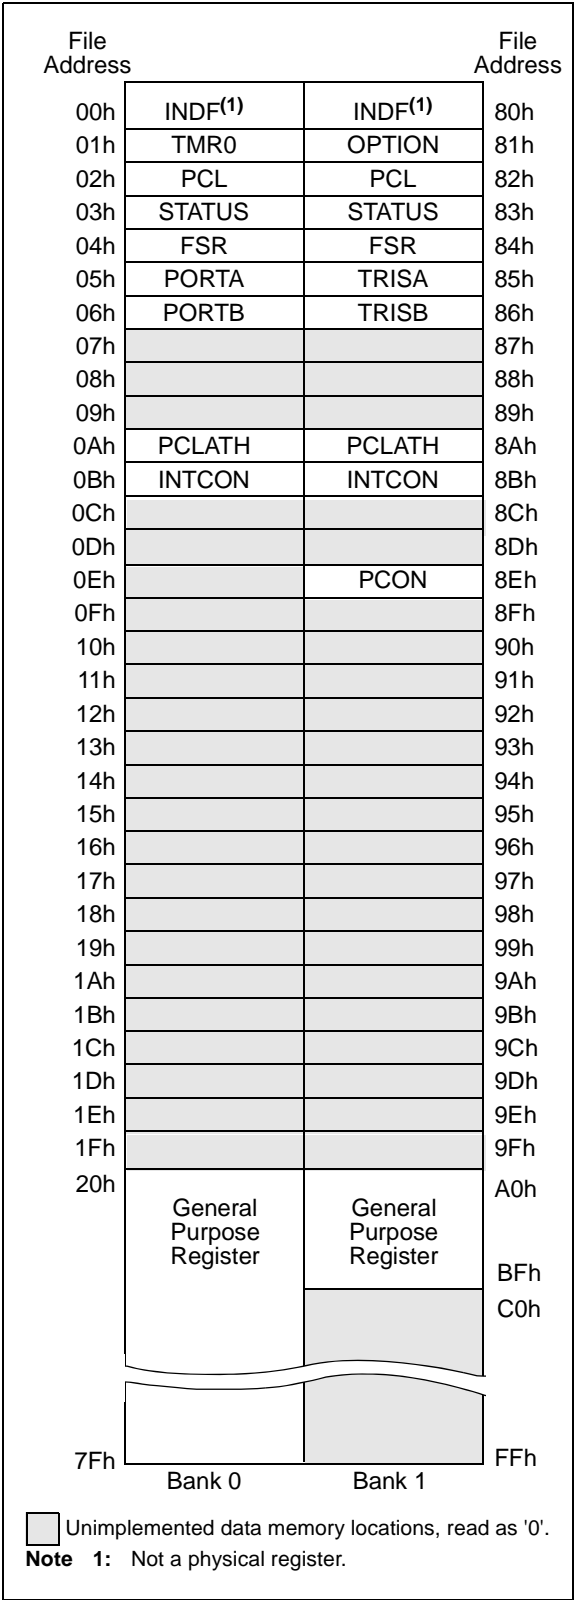 File Address File Address
00h INDF(1) INDF(1) 80h
01h TMR0 OPTION 81h
02h PCL PCL 82h
03h STATUS STATUS 83h
04h FSR FSR 84h
05h PORTA TRISA 85h
06h PORTB TRISB 86h
07h 87h
08h 88h
09h 89h
0Ah PCLATH PCLATH 8Ah
0Bh INTCON INTCON 8Bh
0Ch 8Ch
0Dh 8Dh
0Eh PCON 8Eh
0Fh 8Fh
10h 90h
11h 91h
12h 92h
13h 93h
14h 94h
15h 95h
16h 96h
17h 97h
18h 98h
19h 99h
1Ah 9Ah
1Bh 9Bh
1Ch 9Ch
1Dh 9Dh
1Eh 9Eh
1Fh 9Fh
20h A0h
General General
Purpose Purpose
Register Register
BFh
C0h
7Fh FFh
Bank 0 Bank 1
Unimplemented data memory locations, read as '0'.
Note 1: Not a physical register.